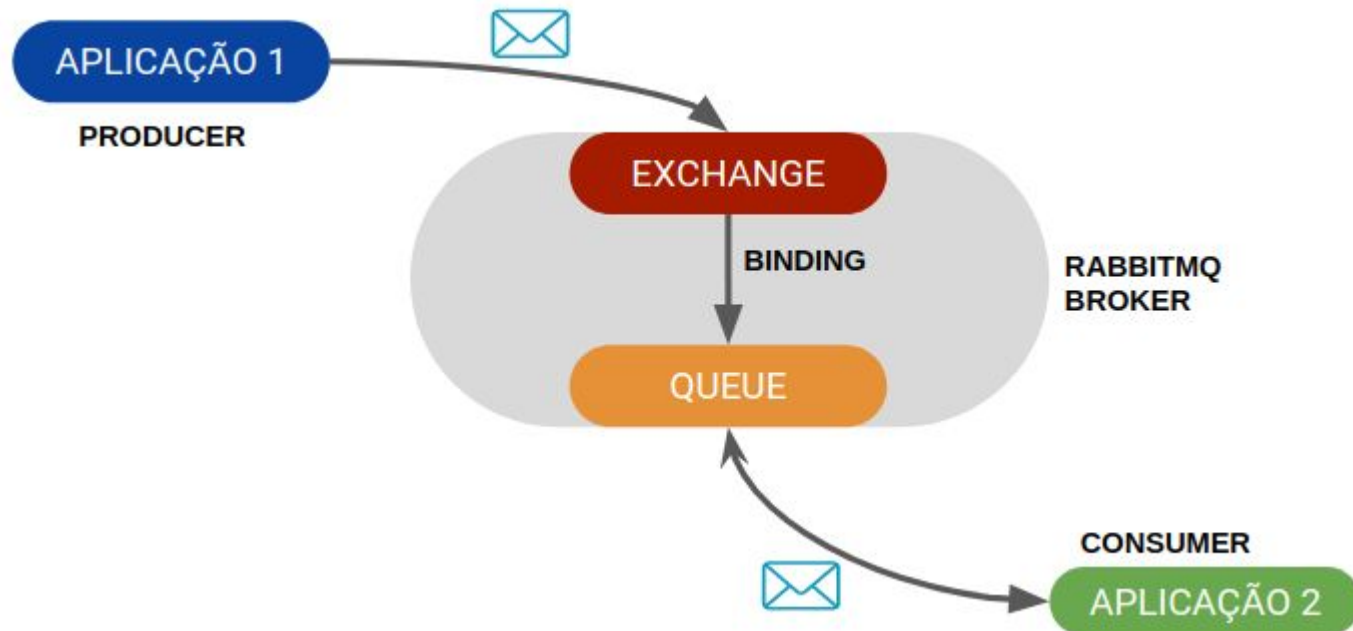 APLICAÇÃO 1
PRODUCER
EXCHANGE
BINDING
RABBITMQ
BROKER
QUEUE
CONSUMER
APLICAÇÃO 2